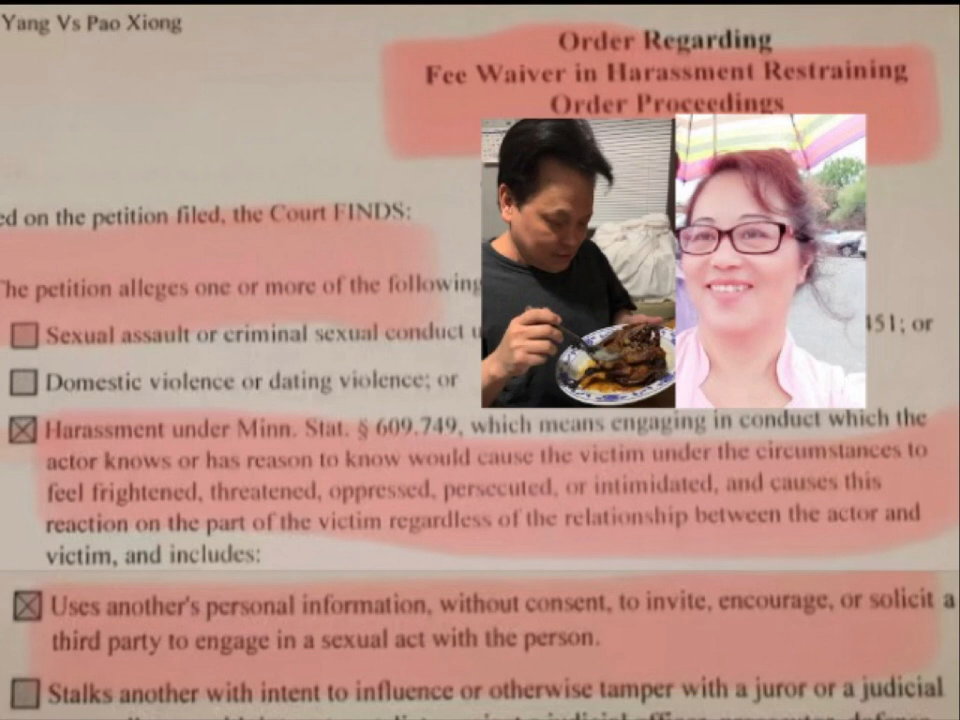 Yang Vs Pao Xiong
Order Regarding
Fee Waiver in Harassment Restraining
Order Proceedings
ed on the petition filed, the Court FINDS:
The petition alleges one or more of the following
Sexual assault or criminal sexual conduct u
451; or
Domestic violence or dating violence; or
Harassment under Minn. Stat. § 609.749, which means engaging in conduct which the
actor knows or has reason to know would cause the victim under the circumstances to
feel frightened, threatened, oppressed, persecuted, or intimidated, and causes this
reaction on the part of the victim regardless of the relationship between the actor and
victim, and includes:
Uses another's personal information, without consent, to invite, encourage, or solicit a
third party to engage in a sexual act with the person.
Stalks another with intent to influence or otherwise tamper with a juror or a judicial